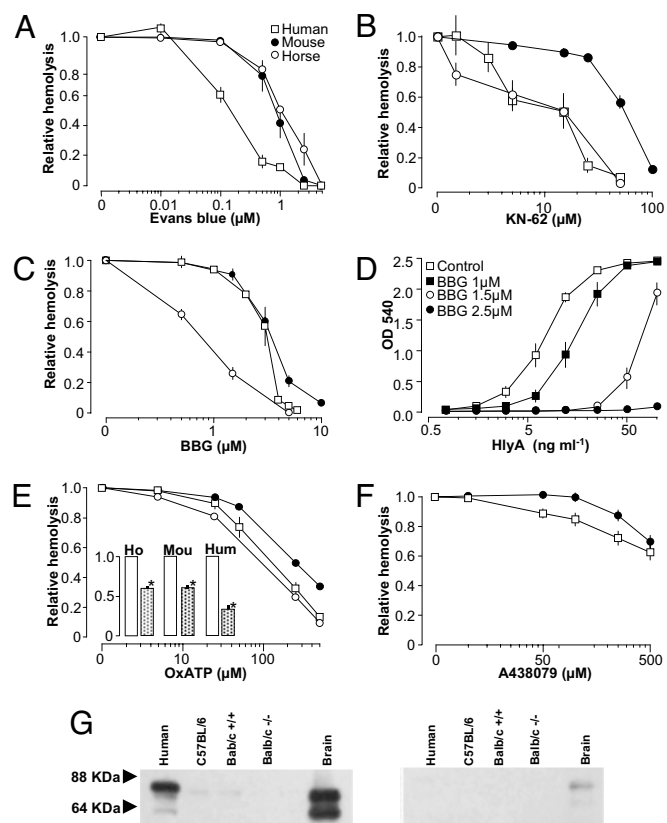 A
Relative hemolysis
1.0
0.8
0.6
0.4
0.2
0
Human
Mouse
Horse
0
0.01
0.1
1
Evans blue (µM)
B
Relative hemolysis
1.0
0.8
0.6
0.4
0.2
0
0
10
100
KN-62 (µM)
C
Relative hemolysis
1.0
0.8
0.6
0.4
0.2
0
0
1
10
BBG (µM)
D
OD 540
2.5
2.0
1.5
1.0
0.5
0.0
Control
BBG 1µM
BBG 1.5µM
BBG 2.5µM
0.5
5
50
HlyA (ng ml-1)
E
Relative hemolysis
1.0
0.8
0.6
0.4
0.2
0
Ho Mou Hum
1.0
0.5
0
* * *
0
10
100
OxATP (µM)
F
Relative hemolysis
1.0
0.8
0.6
0.4
0.2
0
0
50
500
A438079 (µM)
G
Human
C57BL/6
Bab/c +/+
Balb/c -/-
Brain
88 KDa
64 KDa
Human
C57BL/6
Balb/c +/+
Balb/c -/-
Brain